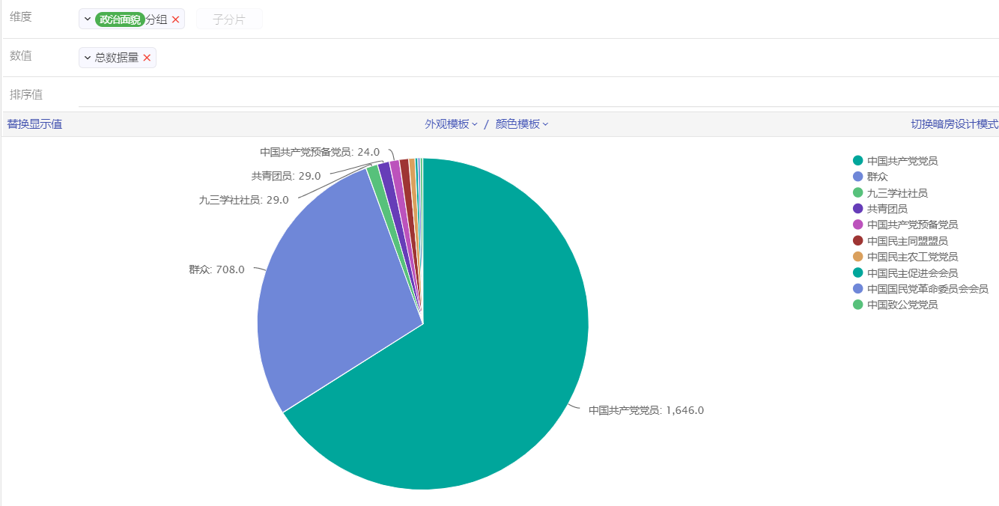 维度
政治面貌分组
子分片
数值
总数据量
排序值
替换显示值
外观模板 / 颜色模板
切换暗房设计模式
中国共产党预备党员: 24.0
共青团员: 29.0
九三学社社员: 29.0
群众: 708.0
中国共产党党员: 1,646.0
中国共产党党员
群众
九三学社社员
共青团员
中国共产党预备党员
中国民主同盟盟员
中国民主农工党党员
中国民主促进会会员
中国国民党革命委员会会员
中国致公党党员